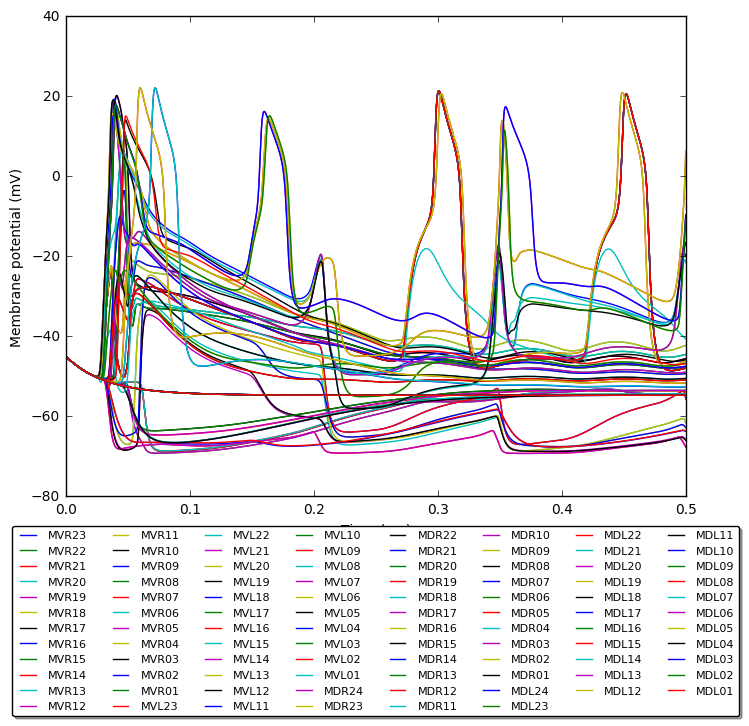 40
20
0
−20
−40
−60
−80
Membrane potential (mV)
0.0 0.1 0.2 0.3 0.4 0.5
MVR23 MVR11 MVL22 MVL10 MDR22 MDR10 MDL22 MDL11
MVR22 MVR10 MVL21 MVL09 MDR21 MDR09 MDL21 MDL10
MVR21 MVR09 MVL20 MVL08 MDR20 MDR08 MDL20 MDL09
MVR20 MVR08 MVL19 MVL07 MDR19 MDR07 MDL19 MDL08
MVR19 MVR07 MVL18 MVL06 MDR18 MDR06 MDL18 MDL07
MVR18 MVR06 MVL17 MVL05 MDR17 MDR05 MDL17 MDL06
MVR17 MVR05 MVL16 MVL04 MDR16 MDR04 MDL16 MDL05
MVR16 MVR04 MVL15 MVL03 MDR15 MDR03 MDL15 MDL04
MVR15 MVR03 MVL14 MVL02 MDR14 MDR02 MDL14 MDL03
MVR14 MVR02 MVL13 MVL01 MDR13 MDR01 MDL13 MDL02
MVR13 MVR01 MVL12 MDR24 MDR12 MDL24 MDL12 MDL01
MVR12 MVL23 MVL11 MDR23 MDR11 MDL23